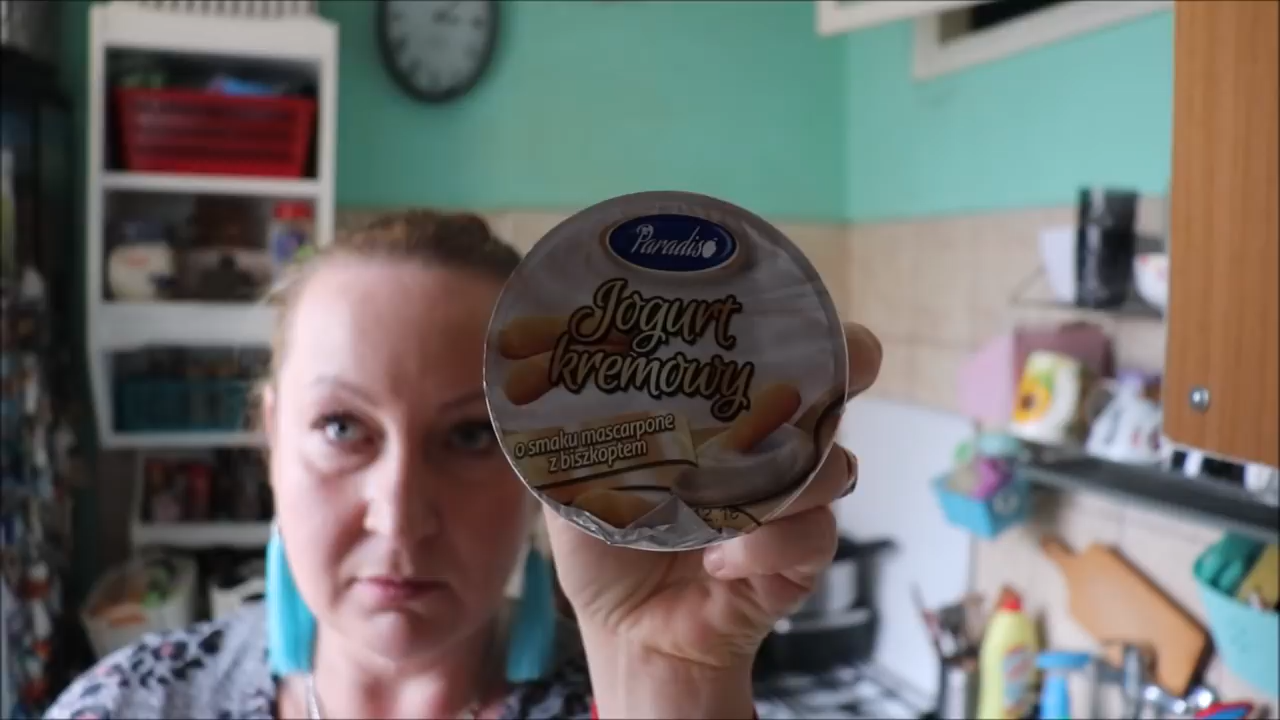 Paradiso
Jogurt
kremowy
o smaku mascarpone
z biszkoptem